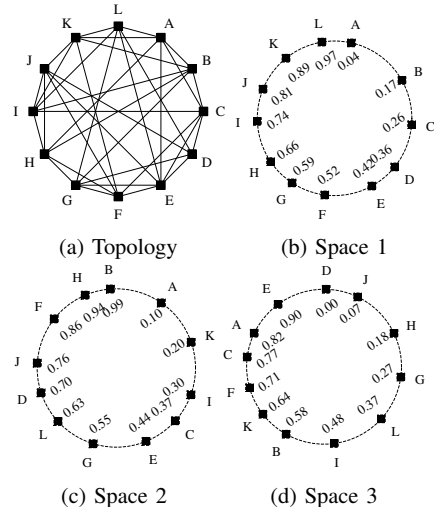 L
A
B
C
D
E
F
G
H
I
J
K
(a) Topology
L
A
B
C
D
E
F
G
H
I
J
K
0.97
0.04
0.17
0.26
0.36
0.42
0.52
0.59
0.66
0.74
0.81
0.89
(b) Space 1
B
A
K
I
C
E
G
L
D
J
F
H
0.99
0.10
0.20
0.30
0.37
0.44
0.55
0.63
0.70
0.76
0.86
0.94
(c) Space 2
D
J
H
G
L
I
B
K
F
C
A
E
0.00
0.07
0.18
0.27
0.37
0.48
0.58
0.64
0.71
0.77
0.82
0.90
(d) Space 3